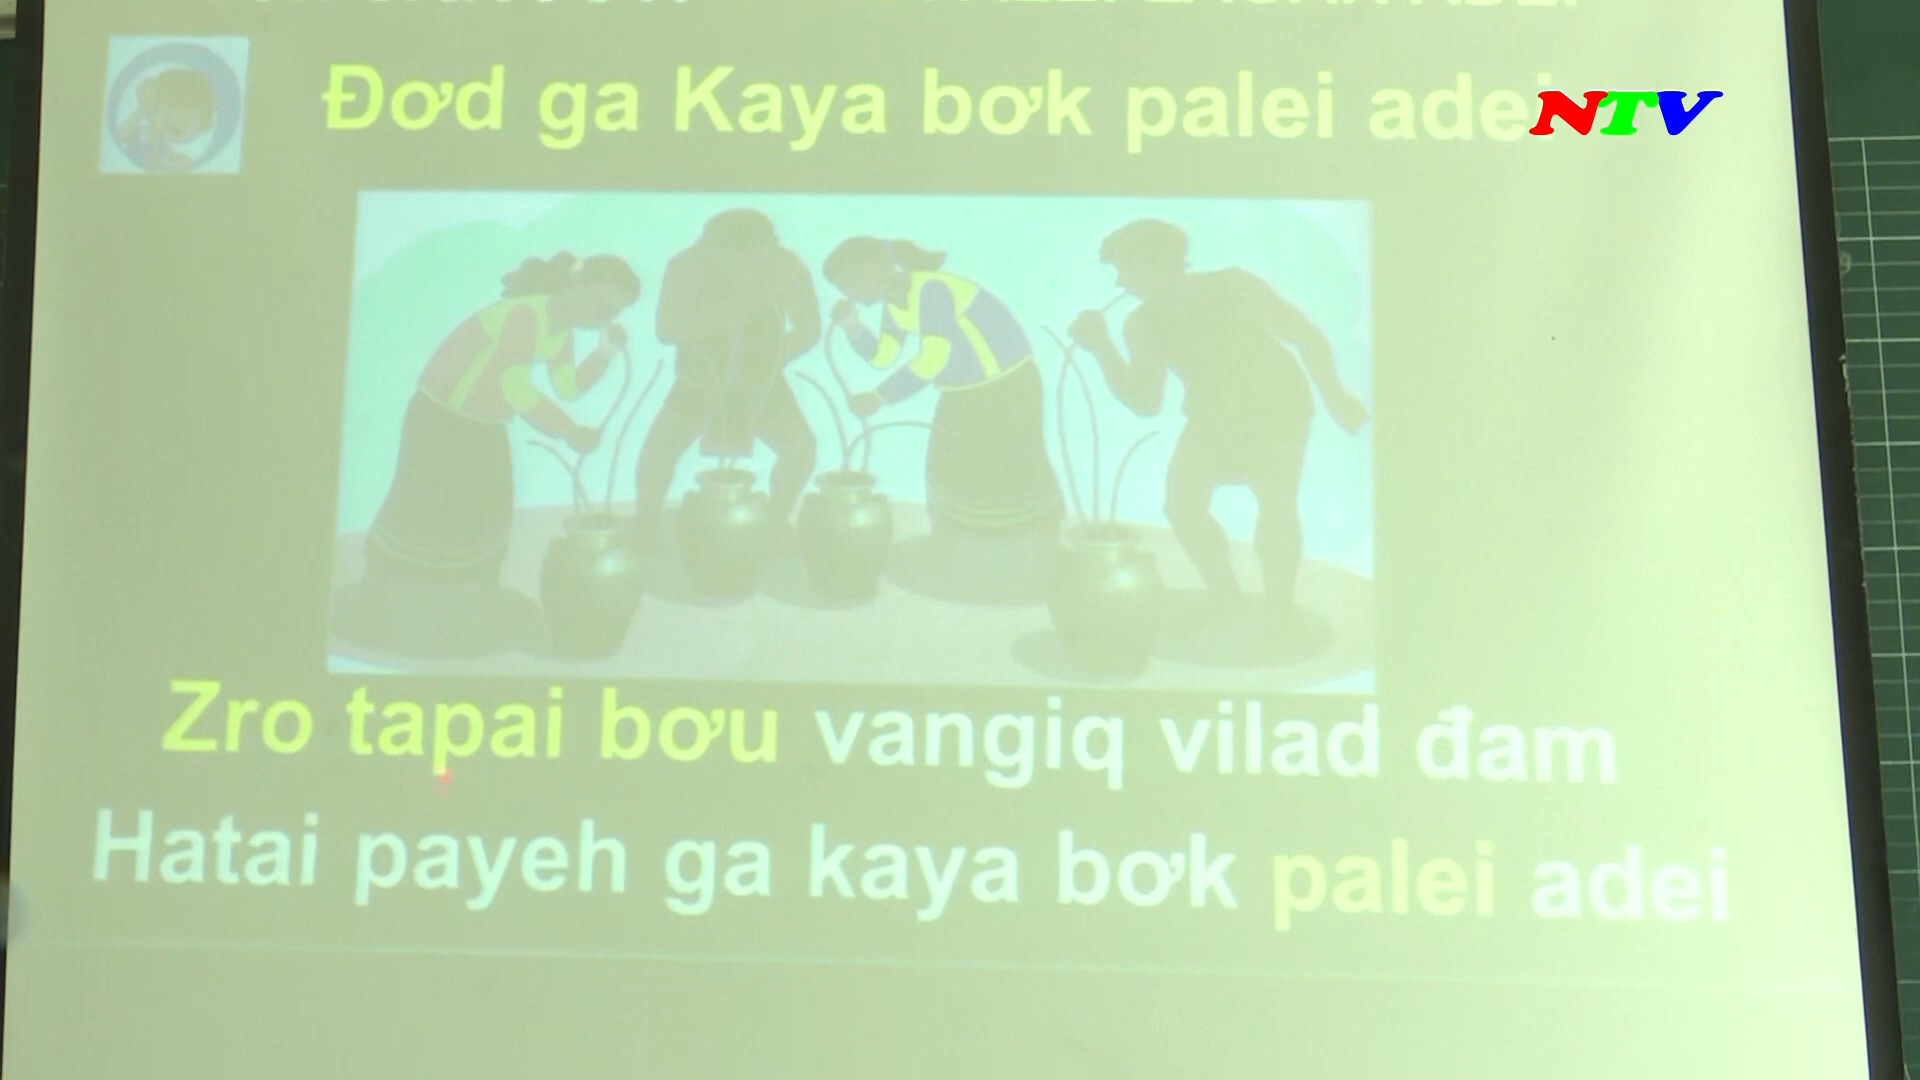 Đơd ga Kaya bơk palei adei
NTV
Zro tapai bơu vangiq vilad đam
Hatai payeh ga kaya bơk palei adei